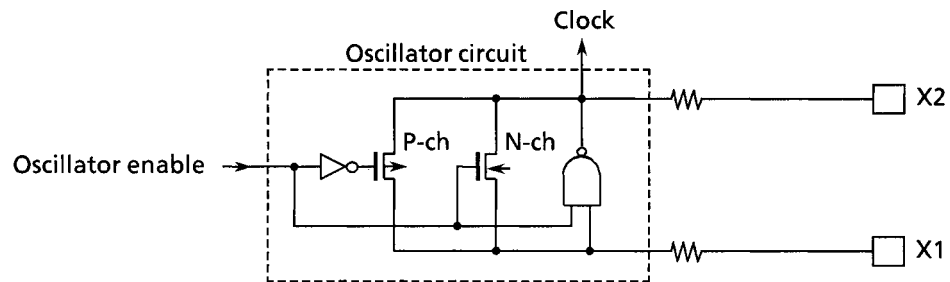 Clock
Oscillator circuit
X2
P-ch
N-ch
Oscillator enable
X1